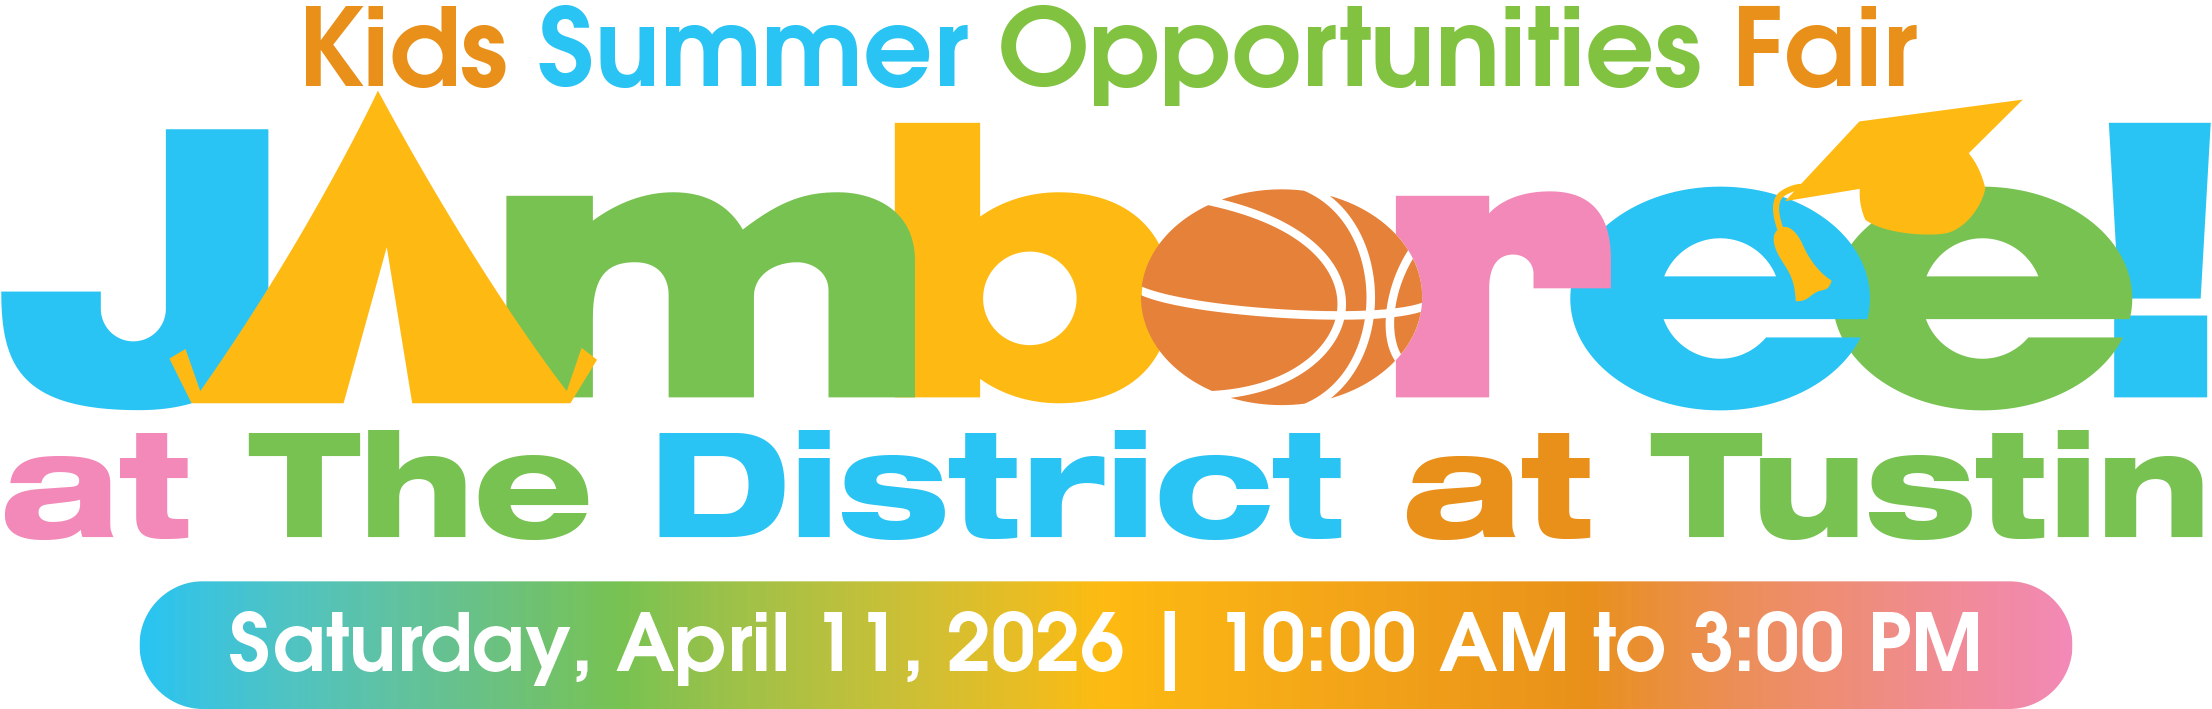 Kids Summer Opportunities Fair
JAmboree!
at The District at Tustin
Saturday, April 11, 2026 | 10:00 AM to 3:00 PM